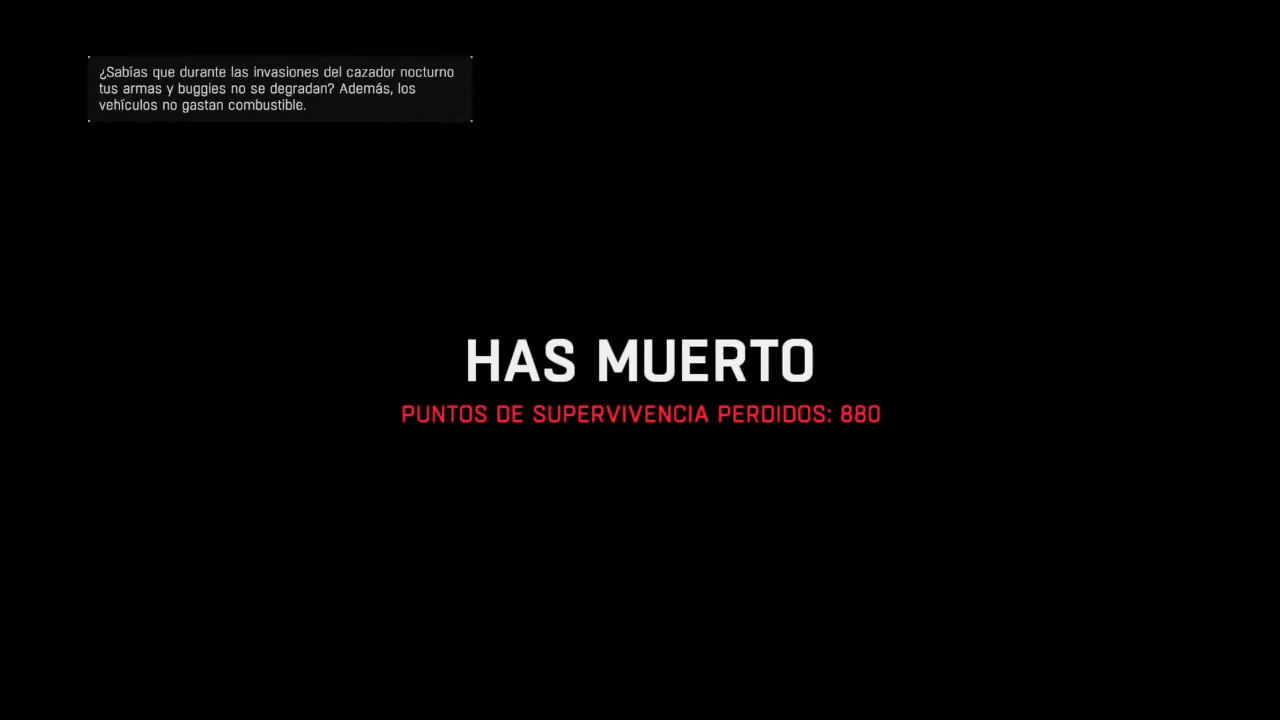 ¿Sabías que durante las invasiones del cazador nocturno
tus armas y buggies no se degradan? Además, los
vehículos no gastan combustible.
HAS MUERTO
PUNTOS DE SUPERVIVENCIA PERDIDOS: 880